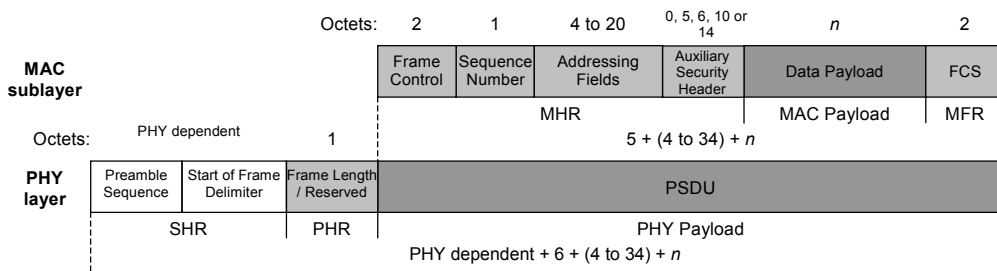 Octets: 2 1 4 to 20 0, 5, 6, 10 or 14 n 2
MAC sublayer
Frame Control
Sequence Number
Addressing Fields
Auxiliary Security Header
Data Payload
FCS
MHR MAC Payload MFR
Octets: PHY dependent 1 5 + (4 to 34) + n
PHY layer
Preamble Sequence
Start of Frame Delimiter
Frame Length / Reserved
PSDU
SHR PHR PHY Payload
PHY dependent + 6 + (4 to 34) + n